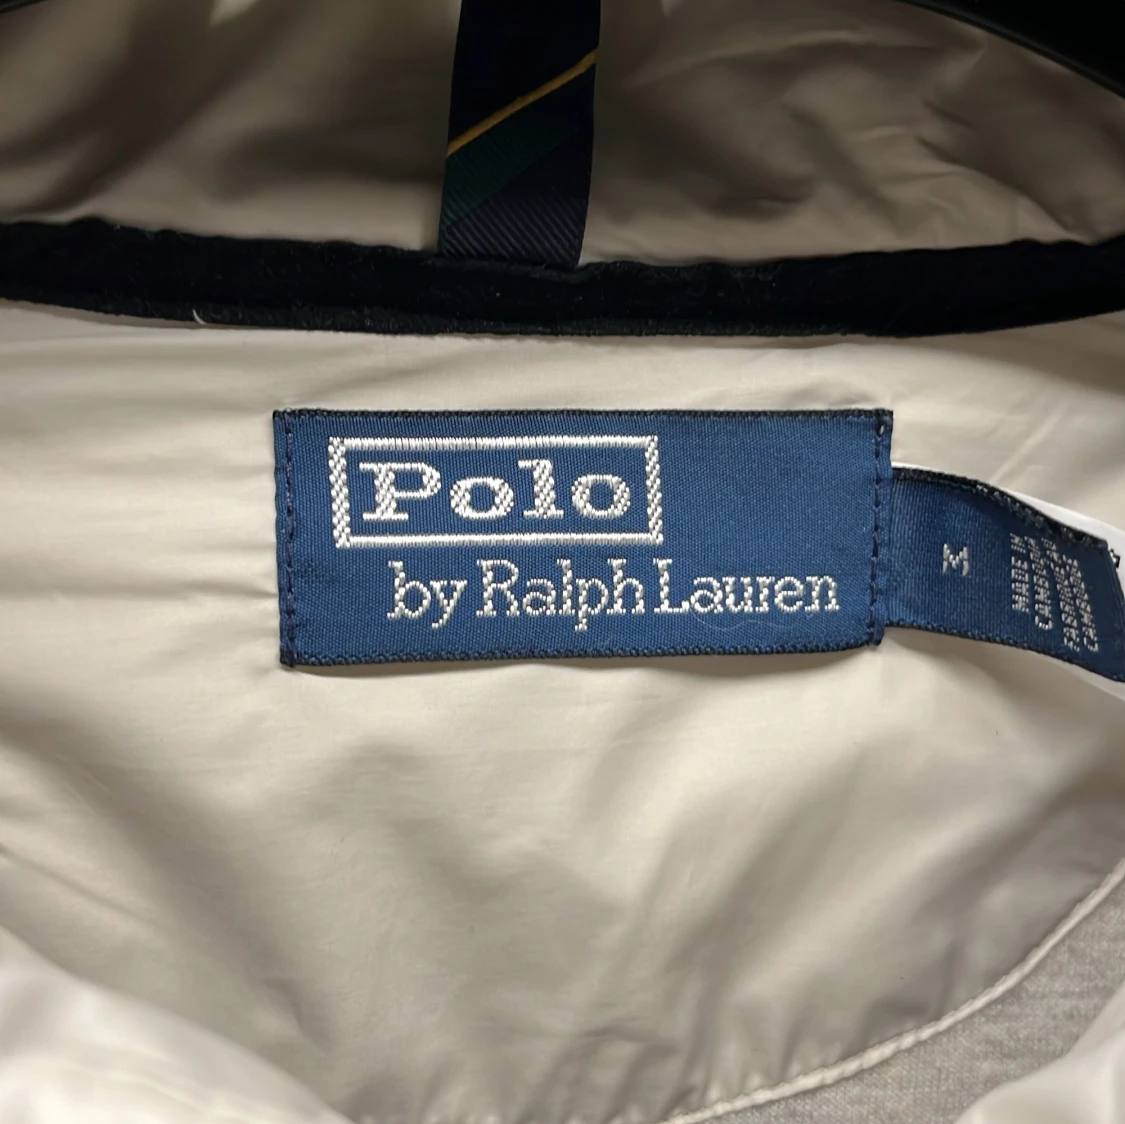 Polo
by Ralph Lauren
M
MADE IN
CAMBODIA